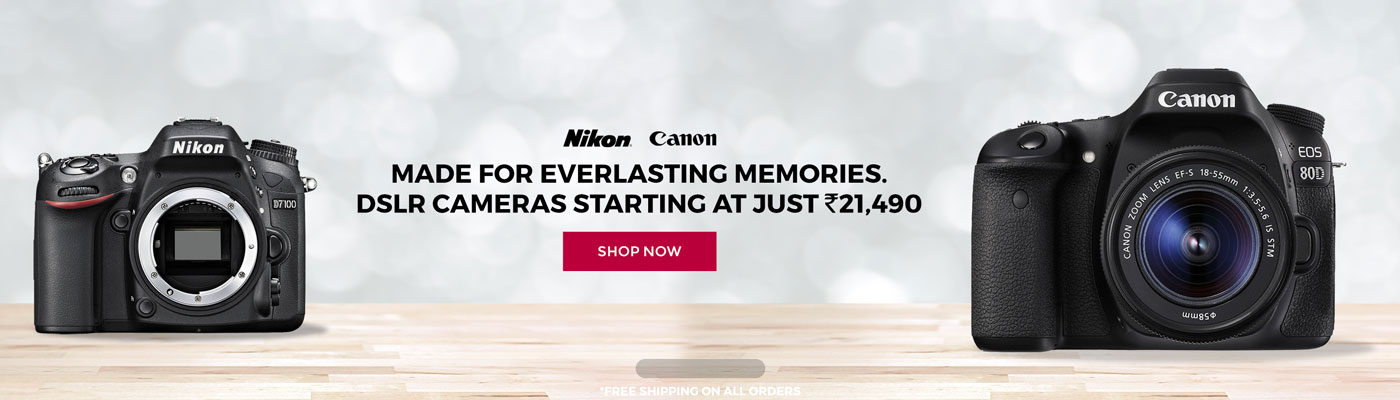 Nikon Canon
MADE FOR EVERLASTING MEMORIES.
DSLR CAMERAS STARTING AT JUST ₹21,490
SHOP NOW
*FREE SHIPPING ON ALL ORDERS
Nikon
D7100
Canon
EOS
80D
CANON ZOOM LENS EF-S 18-55mm 1:3.5-5.6 IS STM
Φ58mm